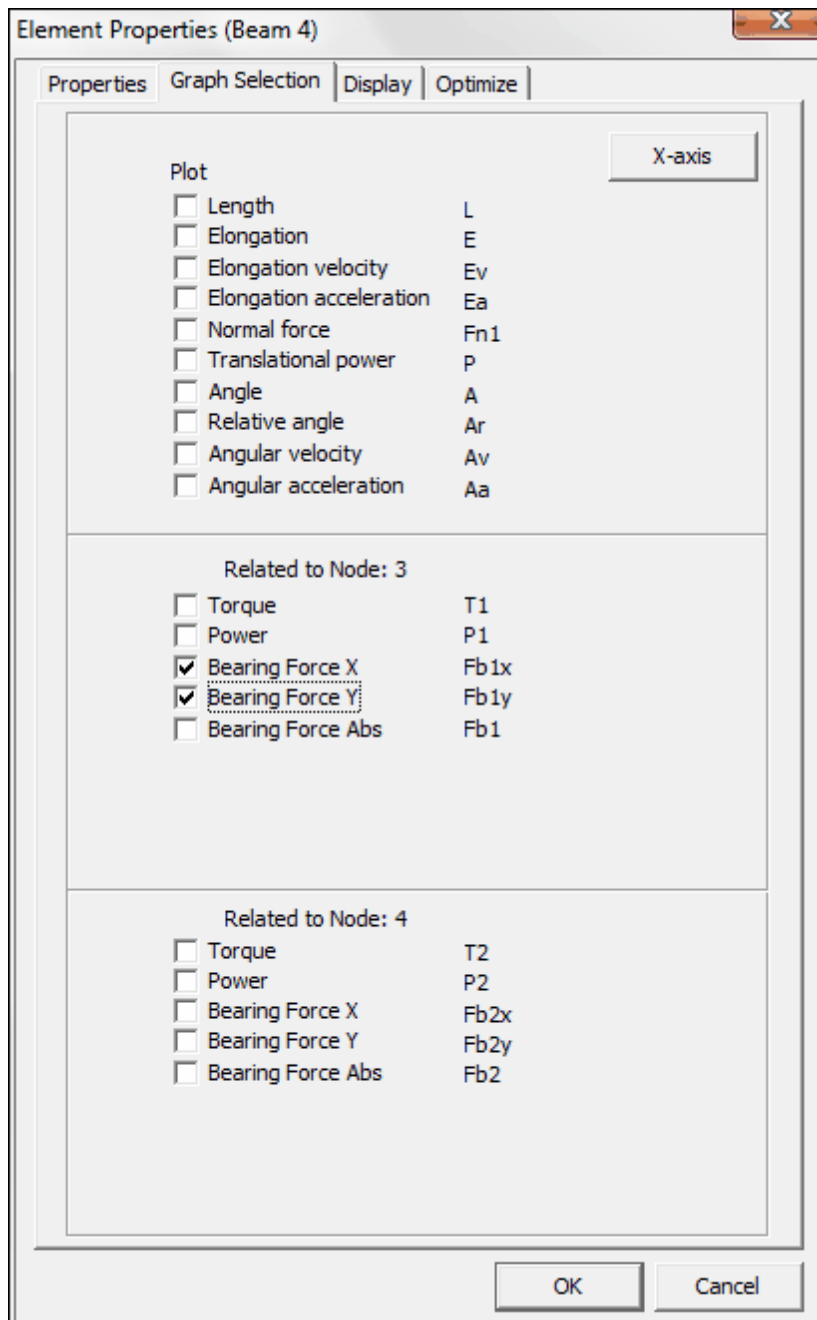 Element Properties (Beam 4)
Properties Graph Selection Display Optimize
X-axis
Plot
Length L
Elongation E
Elongation velocity Ev
Elongation acceleration Ea
Normal force Fn1
Translational power P
Angle A
Relative angle Ar
Angular velocity Av
Angular acceleration Aa
Related to Node: 3
Torque T1
Power P1
Bearing Force X Fb1x
Bearing Force Y Fb1y
Bearing Force Abs Fb1
Related to Node: 4
Torque T2
Power P2
Bearing Force X Fb2x
Bearing Force Y Fb2y
Bearing Force Abs Fb2
OK Cancel